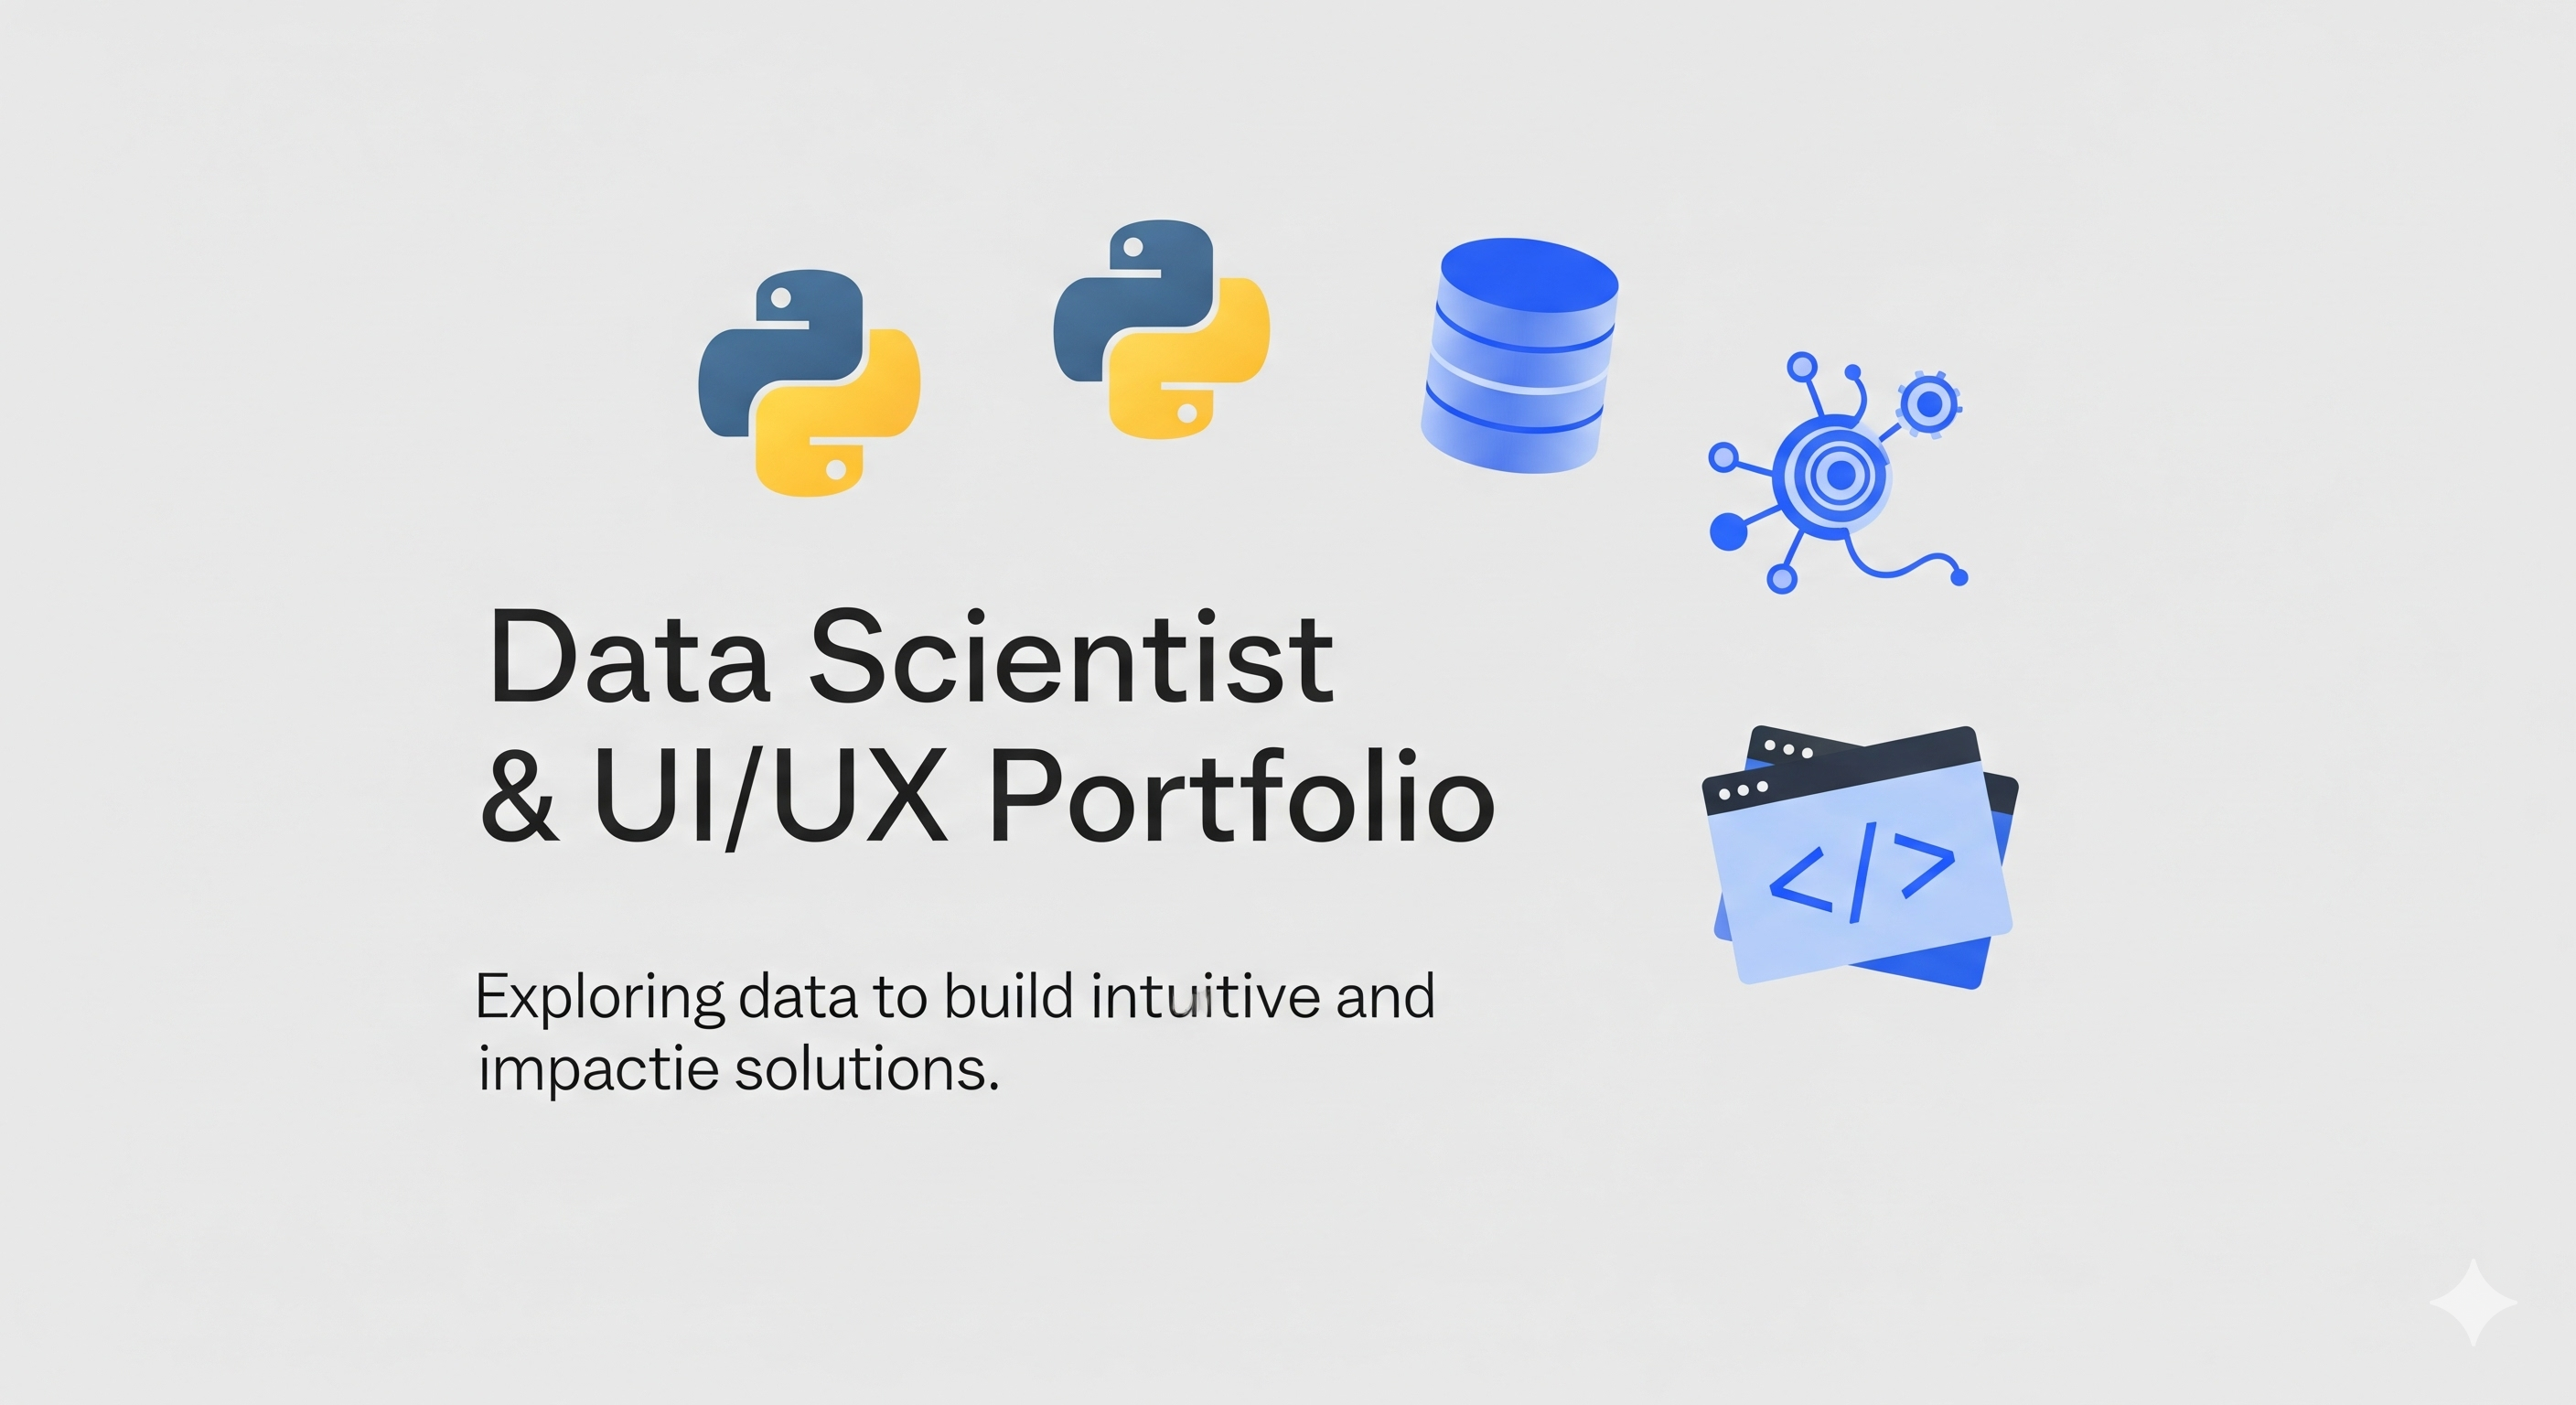 Data Scientist
& UI/UX Portfolio
</>
Exploring data to build intuitive and
impactie solutions.